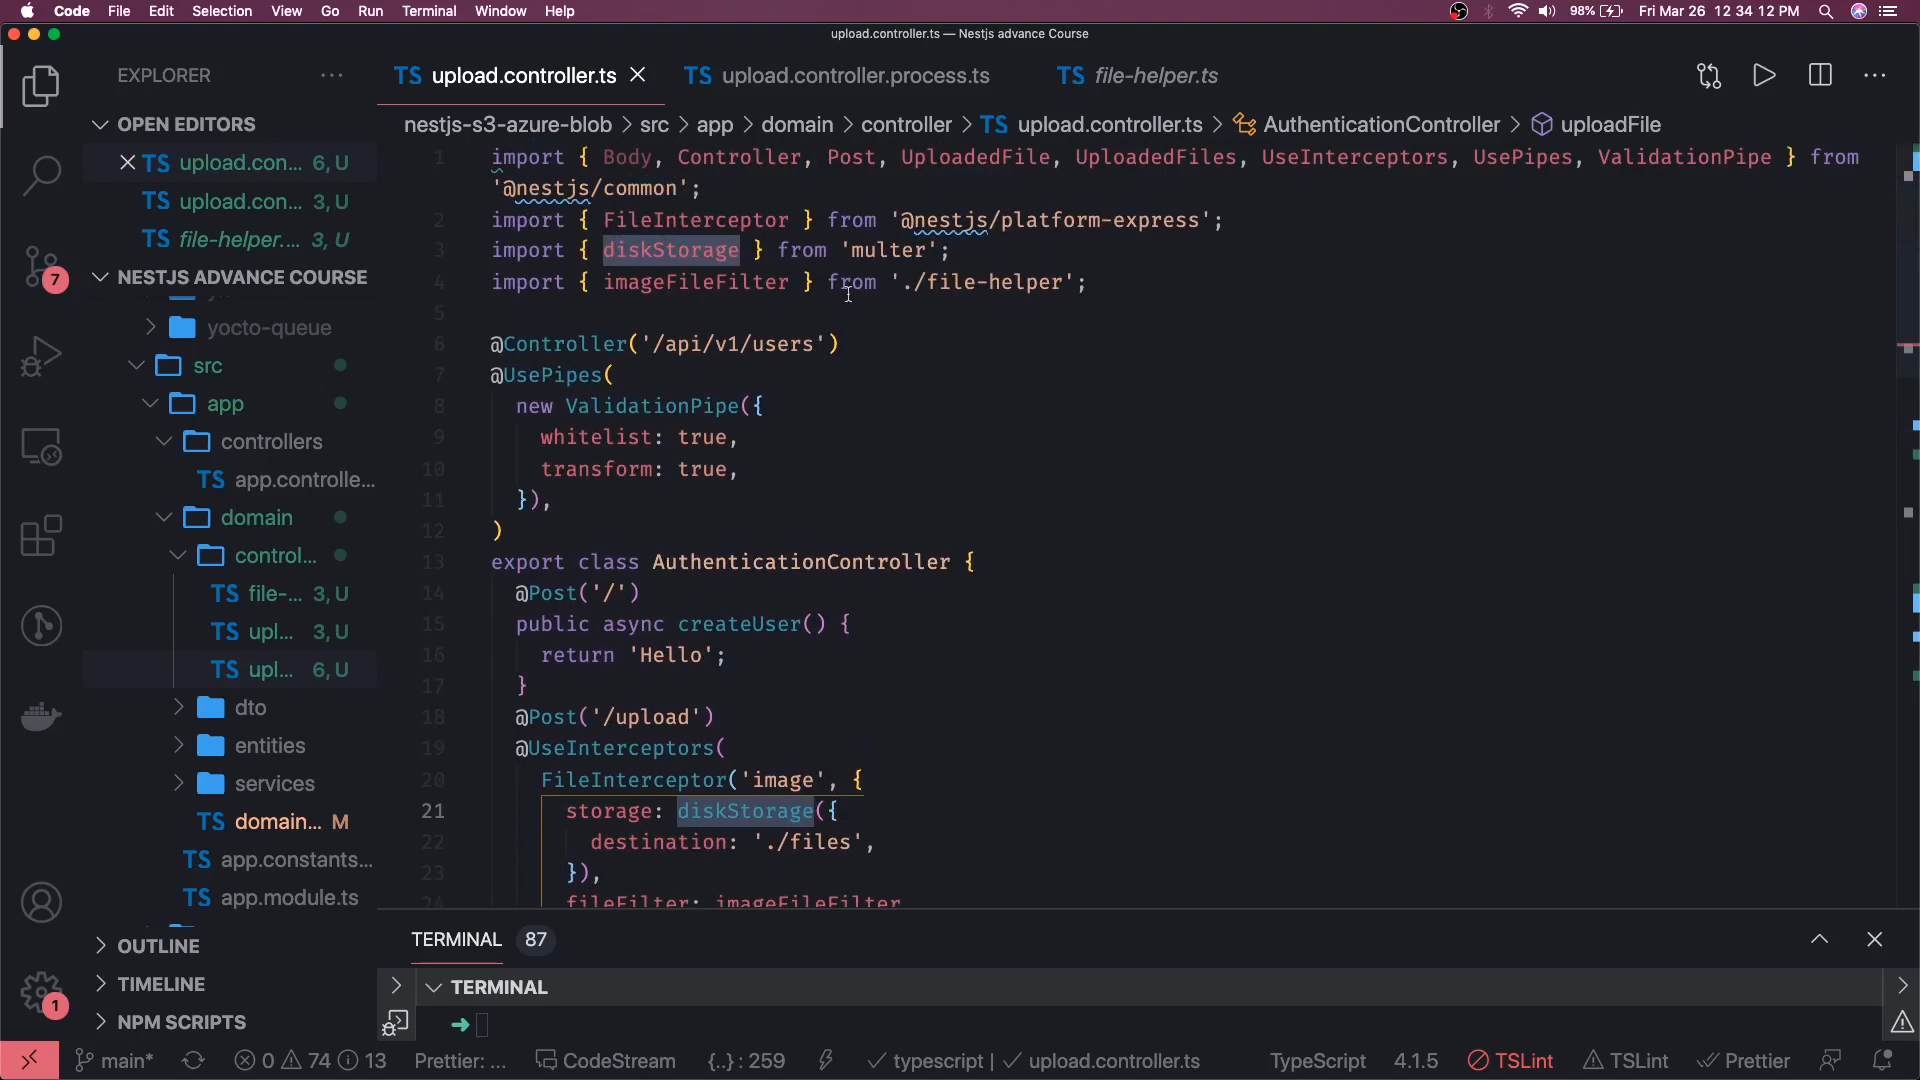 Code File Edit Selection View Go Run Terminal Window Help 98% Fri Mar 26 12 34 12 PM
upload.controller.ts — Nestjs advance Course
EXPLORER ...
TS upload.controller.ts TS upload.controller.process.ts TS file-helper.ts ...
nestjs-s3-azure-blob > src > app > domain > controller > TS upload.controller.ts > AuthenticationController > uploadFile
OPEN EDITORS
TS upload.con... 6, U
TS upload.con... 3, U
TS file-helper.... 3, U
NESTJS ADVANCE COURSE
yocto-queue
src
app
controllers
TS app.controlle...
domain
control...
TS file-... 3, U
TS upl... 3, U
TS upl... 6, U
dto
entities
services
TS domain... M
TS app.constants...
TS app.module.ts
OUTLINE
TIMELINE
NPM SCRIPTS
7
1
1 import { Body, Controller, Post, UploadedFile, UploadedFiles, UseInterceptors, UsePipes, ValidationPipe } from
'@nestjs/common';
2 import { FileInterceptor } from '@nestjs/platform-express';
3 import { diskStorage } from 'multer';
4 import { imageFileFilter } from './file-helper';
5
6 @Controller('/api/v1/users')
7 @UsePipes(
8 new ValidationPipe({
9 whitelist: true,
10 transform: true,
11 }),
12 )
13 export class AuthenticationController {
14 @Post('/')
15 public async createUser() {
16 return 'Hello';
17 }
18 @Post('/upload')
19 @UseInterceptors(
20 FileInterceptor('image', {
21 storage: diskStorage({
22 destination: './files',
23 }),
24 fileFilter: imageFileFilter
TERMINAL 87
TERMINAL
main* 0 74 13 Prettier: ... CodeStream {..} : 259 typescript | upload.controller.ts TypeScript 4.1.5 TSLint TSLint Prettier